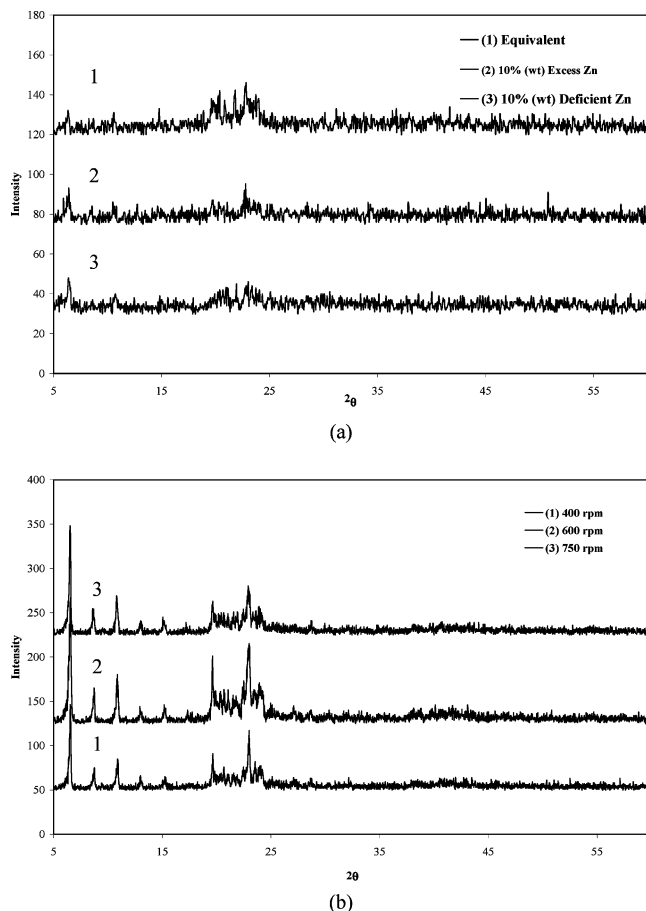 180
160
140
120
100
80
60
40
20
0
Intensity
1
2
3
(1) Equivalent
(2) 10% (wt) Excess Zn
(3) 10% (wt) Deficient Zn
5 15 25 35 45 55
2θ
(a)
400
350
300
250
200
150
100
50
0
Intensity
3
2
1
(1) 400 rpm
(2) 600 rpm
(3) 750 rpm
5 15 25 35 45 55
2θ
(b)